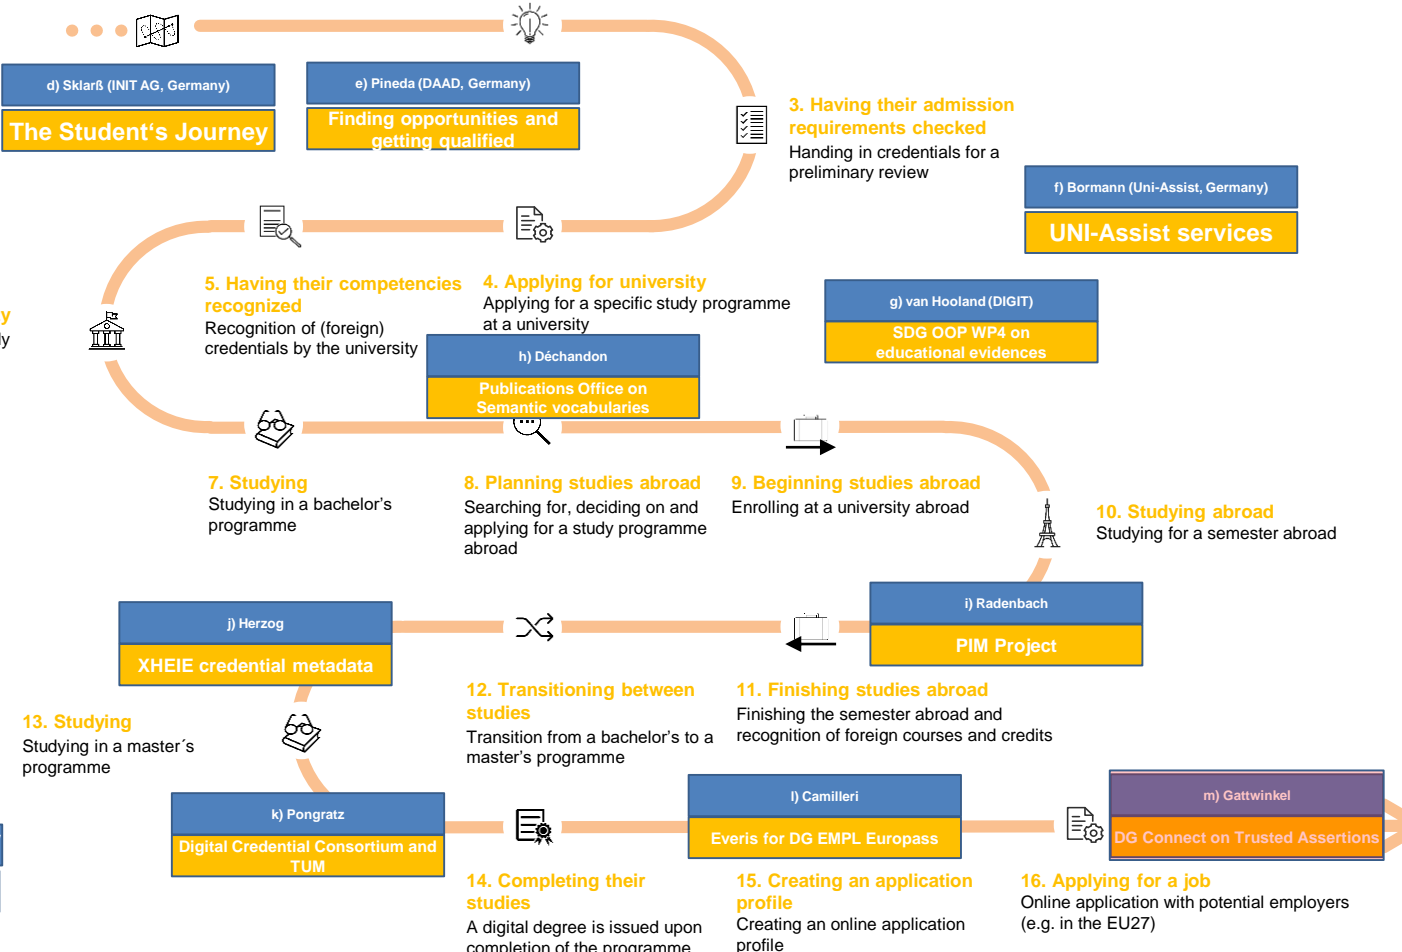 d) Sklarß (INIT AG, Germany)
The Student‘s Journey
e) Pineda (DAAD, Germany)
Finding opportunities and
getting qualified
3. Having their admission
requirements checked
Handing in credentials for a
preliminary review
f) Bormann (Uni-Assist, Germany)
UNI-Assist services
5. Having their competencies
recognized
Recognition of (foreign)
credentials by the university
4. Applying for university
Applying for a specific study programme
at a university
g) van Hooland (DIGIT)
SDG OOP WP4 on
educational evidences
y
ly
h) Déchandon
Publications Office on
Semantic vocabularies
7. Studying
Studying in a bachelor’s
programme
8. Planning studies abroad
Searching for, deciding on and
applying for a study programme
abroad
9. Beginning studies abroad
Enrolling at a university abroad
10. Studying abroad
Studying for a semester abroad
i) Radenbach
PIM Project
j) Herzog
XHEIE credential metadata
12. Transitioning between
studies
Transition from a bachelor’s to a
master’s programme
11. Finishing studies abroad
Finishing the semester abroad and
recognition of foreign courses and credits
13. Studying
Studying in a master´s
programme
k) Pongratz
Digital Credential Consortium and
TUM
l) Camilleri
Everis for DG EMPL Europass
m) Gattwinkel
DG Connect on Trusted Assertions
14. Completing their
studies
A digital degree is issued upon
completion of the programme
15. Creating an application
profile
Creating an online application
profile
16. Applying for a job
Online application with potential employers
(e.g. in the EU27)